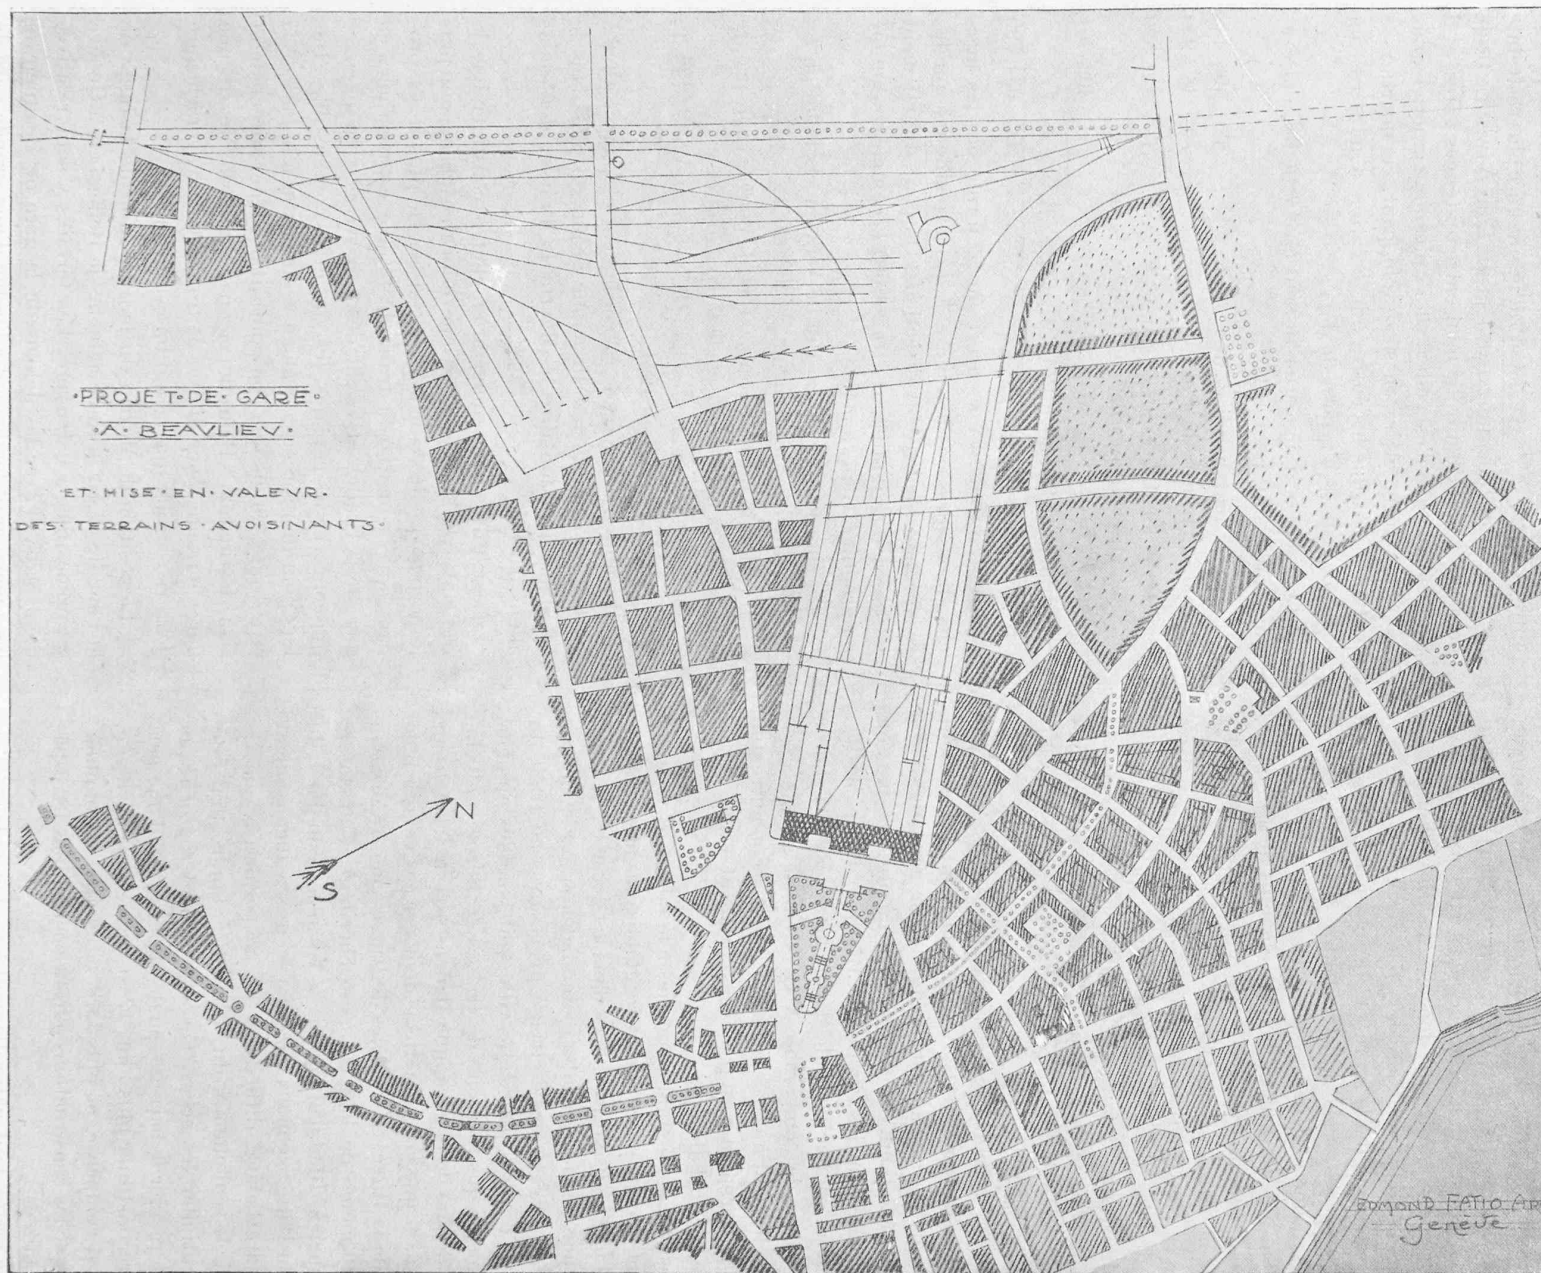 ·PROJET·DE·GARE·
·A·BEAVLIEV·
ET·MISE·EN·VALEVR·
DES·TERRAINS·AVOISINANTS·
N
S
EDMOND FATIO AR
Genève